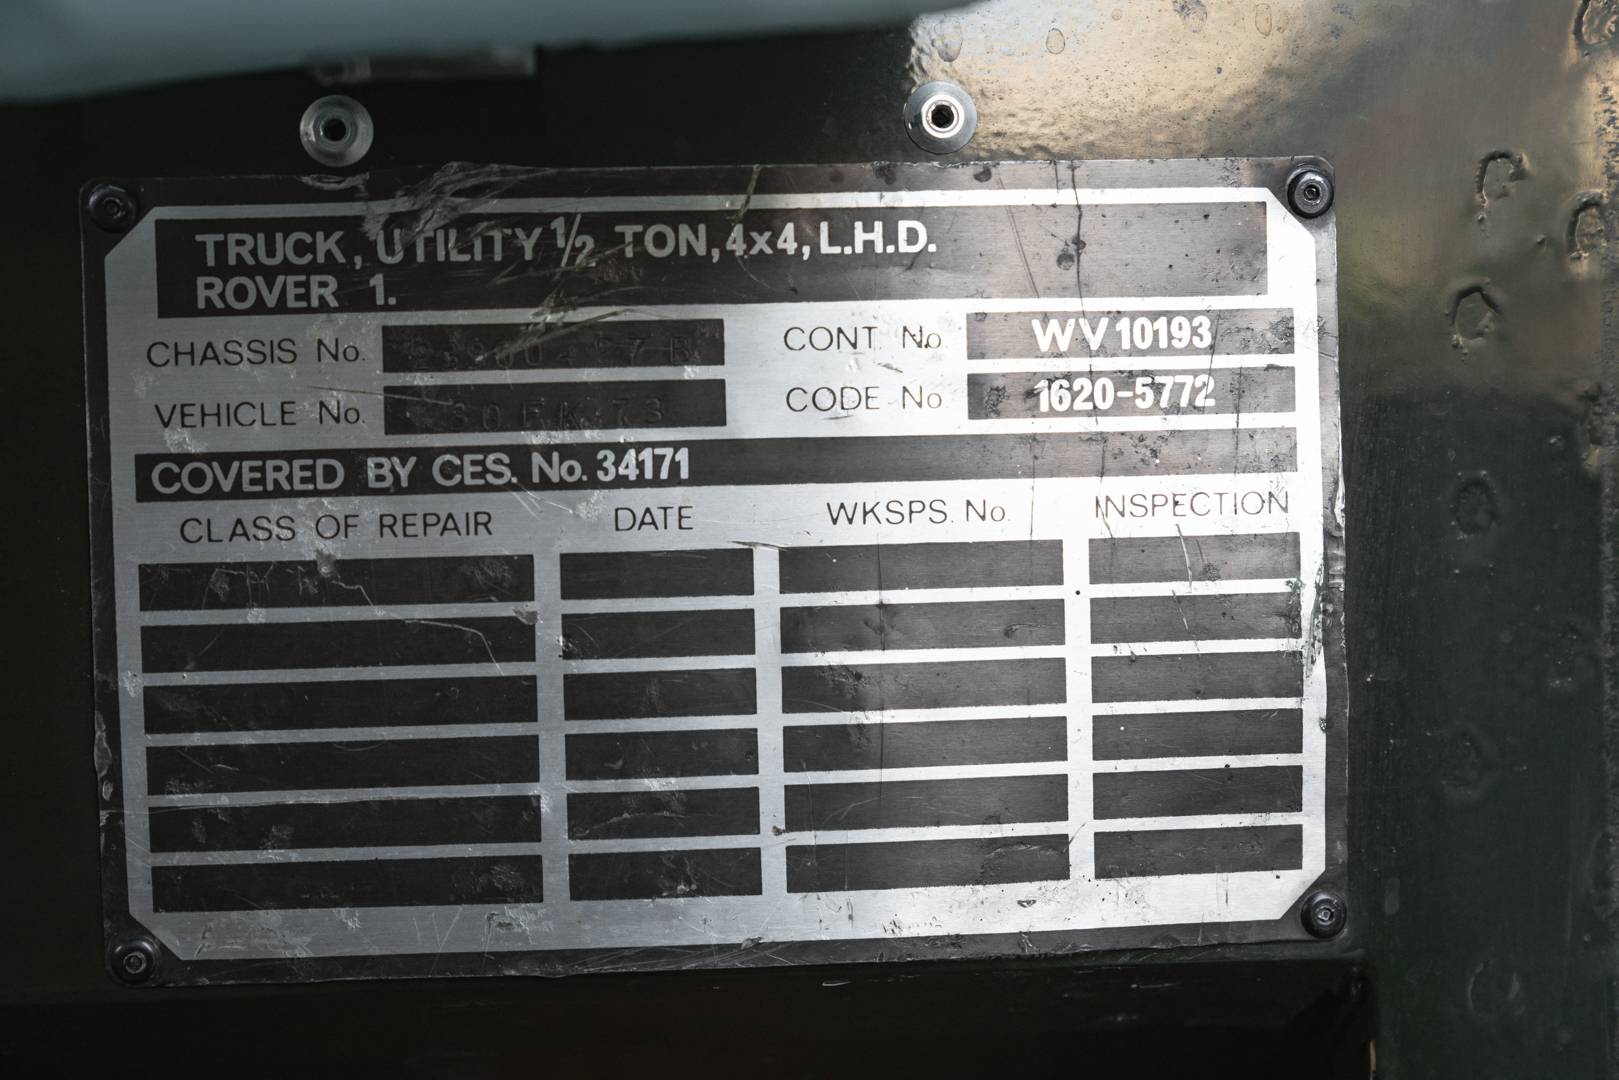 TRUCK, UTILITY ½ TON, 4x4, L.H.D.
ROVER 1.
CHASSIS No.
CONT. No WV 10193
VEHICLE No.
CODE No 1620-5772
COVERED BY CES. No. 34171
CLASS OF REPAIR DATE WKSPS. No. INSPECTION